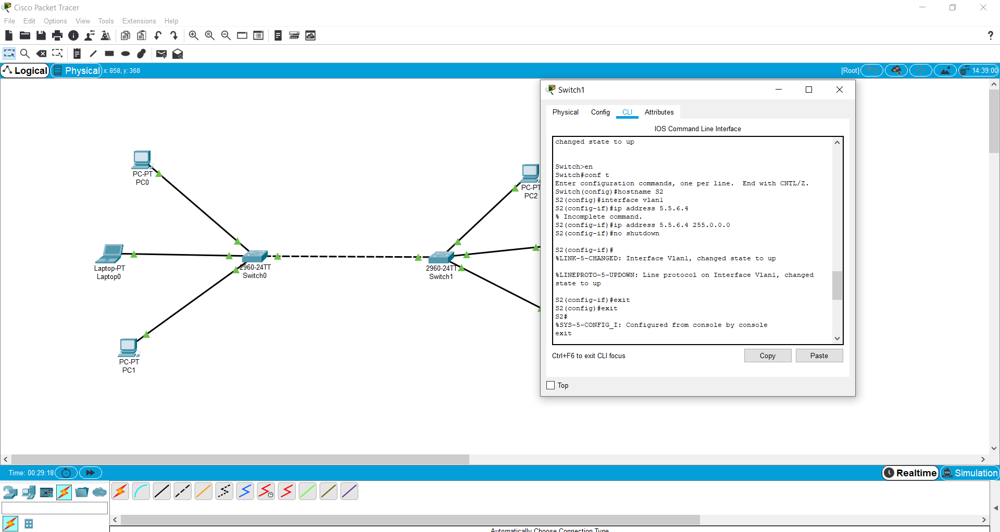 Cisco Packet Tracer
File Edit Options View Tools Extensions Help
?
Logical Physical x: 858, y: 368 [Root] 14:39:00
PC-PT
PC0
Laptop-PT
Laptop0
PC-PT
PC1
2960-24TT
Switch0
2960-24TT
Switch1
PC-PT
PC2
Switch1
Physical Config CLI Attributes
IOS Command Line Interface
changed state to up
Switch>en
Switch#conf t
Enter configuration commands, one per line.  End with CNTL/Z.
Switch(config)#hostname S2
S2(config)#interface vlan1
S2(config-if)#ip address 5.5.6.4
% Incomplete command.
S2(config-if)#ip address 5.5.6.4 255.0.0.0
S2(config-if)#no shutdown
S2(config-if)#
%LINK-5-CHANGED: Interface Vlan1, changed state to up
%LINEPROTO-5-UPDOWN: Line protocol on Interface Vlan1, changed
state to up
S2(config-if)#exit
S2(config)#exit
S2#
%SYS-5-CONFIG_I: Configured from console by console
exit
Ctrl+F6 to exit CLI focus Copy Paste
Top
Time: 00:29:18 Realtime Simulation
Automatically Choose Connection Type